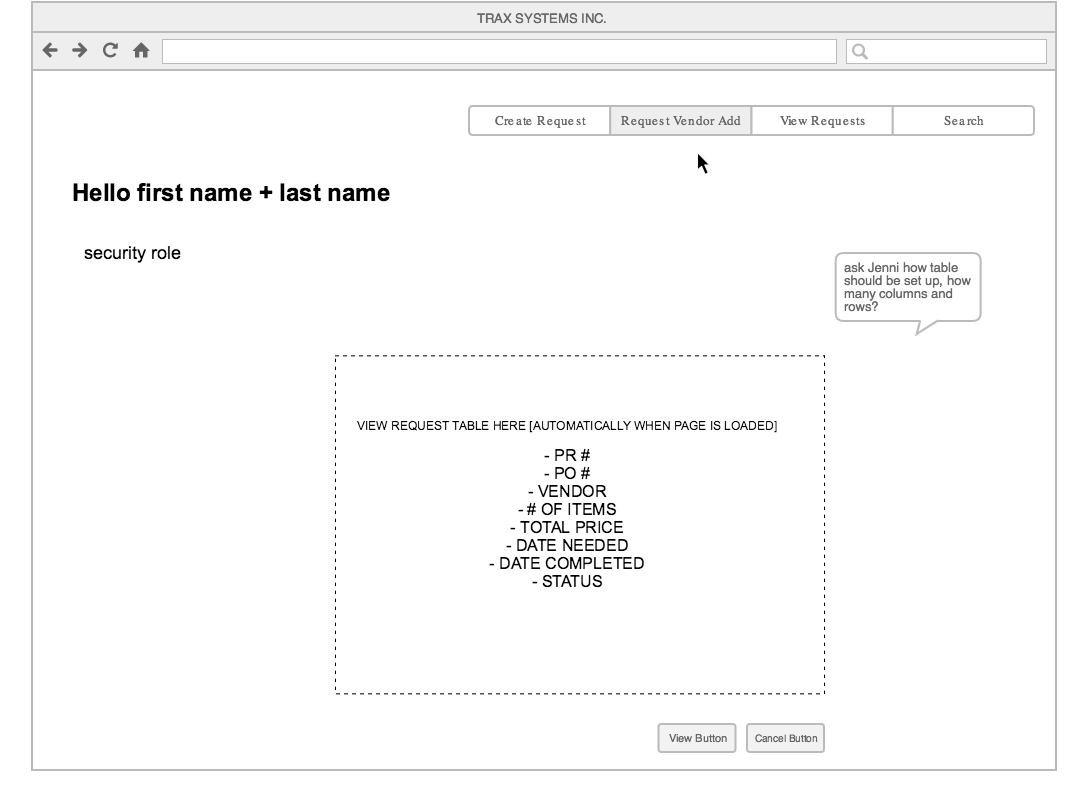 TRAX SYSTEMS INC.
Create Request
Request Vendor Add
View Requests
Search
Hello first name + last name
security role
ask Jenni how table
should be set up, how
many columns and
rows?
VIEW REQUEST TABLE HERE [AUTOMATICALLY WHEN PAGE IS LOADED]
- PR #
- PO #
- VENDOR
- # OF ITEMS
- TOTAL PRICE
- DATE NEEDED
- DATE COMPLETED
- STATUS
View Button
Cancel Button